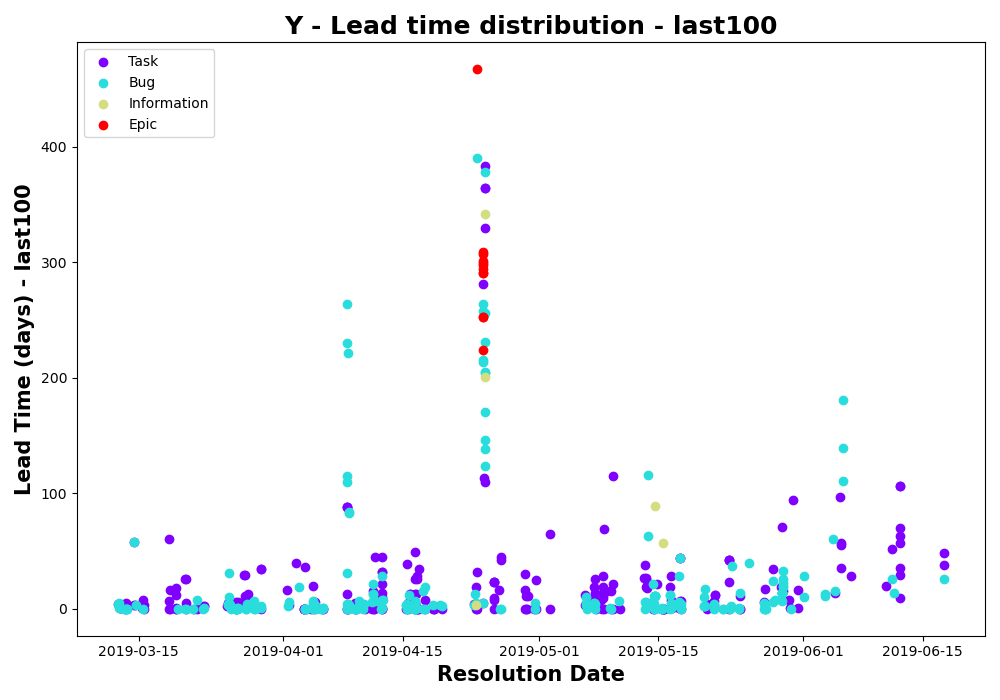 Y - Lead time distribution - last100
Task
Bug
Information
Epic
Lead Time (days) - last100
400
300
200
100
0
2019-03-15
2019-04-01
2019-04-15
2019-05-01
2019-05-15
2019-06-01
2019-06-15
Resolution Date